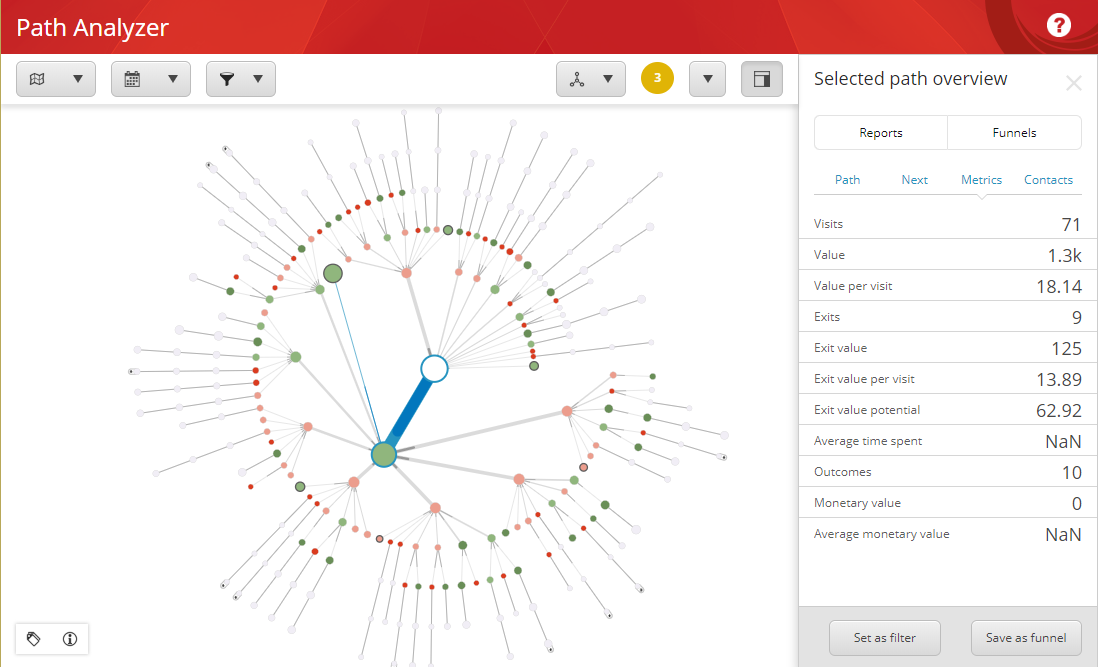 Path Analyzer
?
3
Selected path overview
Reports Funnels
Path Next Metrics Contacts
Visits 71
Value 1.3k
Value per visit 18.14
Exits 9
Exit value 125
Exit value per visit 13.89
Exit value potential 62.92
Average time spent NaN
Outcomes 10
Monetary value 0
Average monetary value NaN
Set as filter Save as funnel